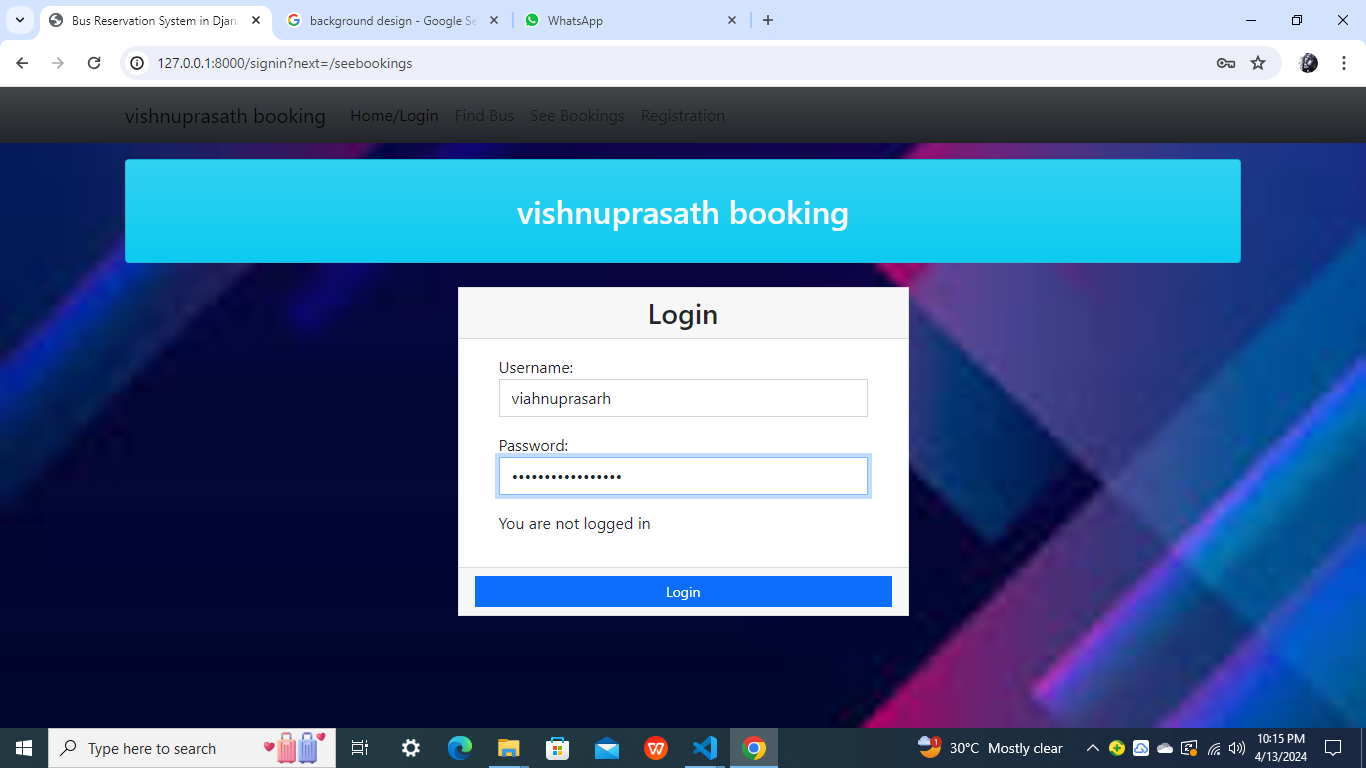 Bus Reservation System in Djan
background design - Google Se
WhatsApp
127.0.0.1:8000/signin?next=/seebookings
vishnuprasath booking Home/Login Find Bus See Bookings Registration
vishnuprasath booking
Login
Username:
viahnuprasarh
Password:
•••••••••••••••••
You are not logged in
Login
Type here to search
1
30°C Mostly clear
10:15 PM
4/13/2024